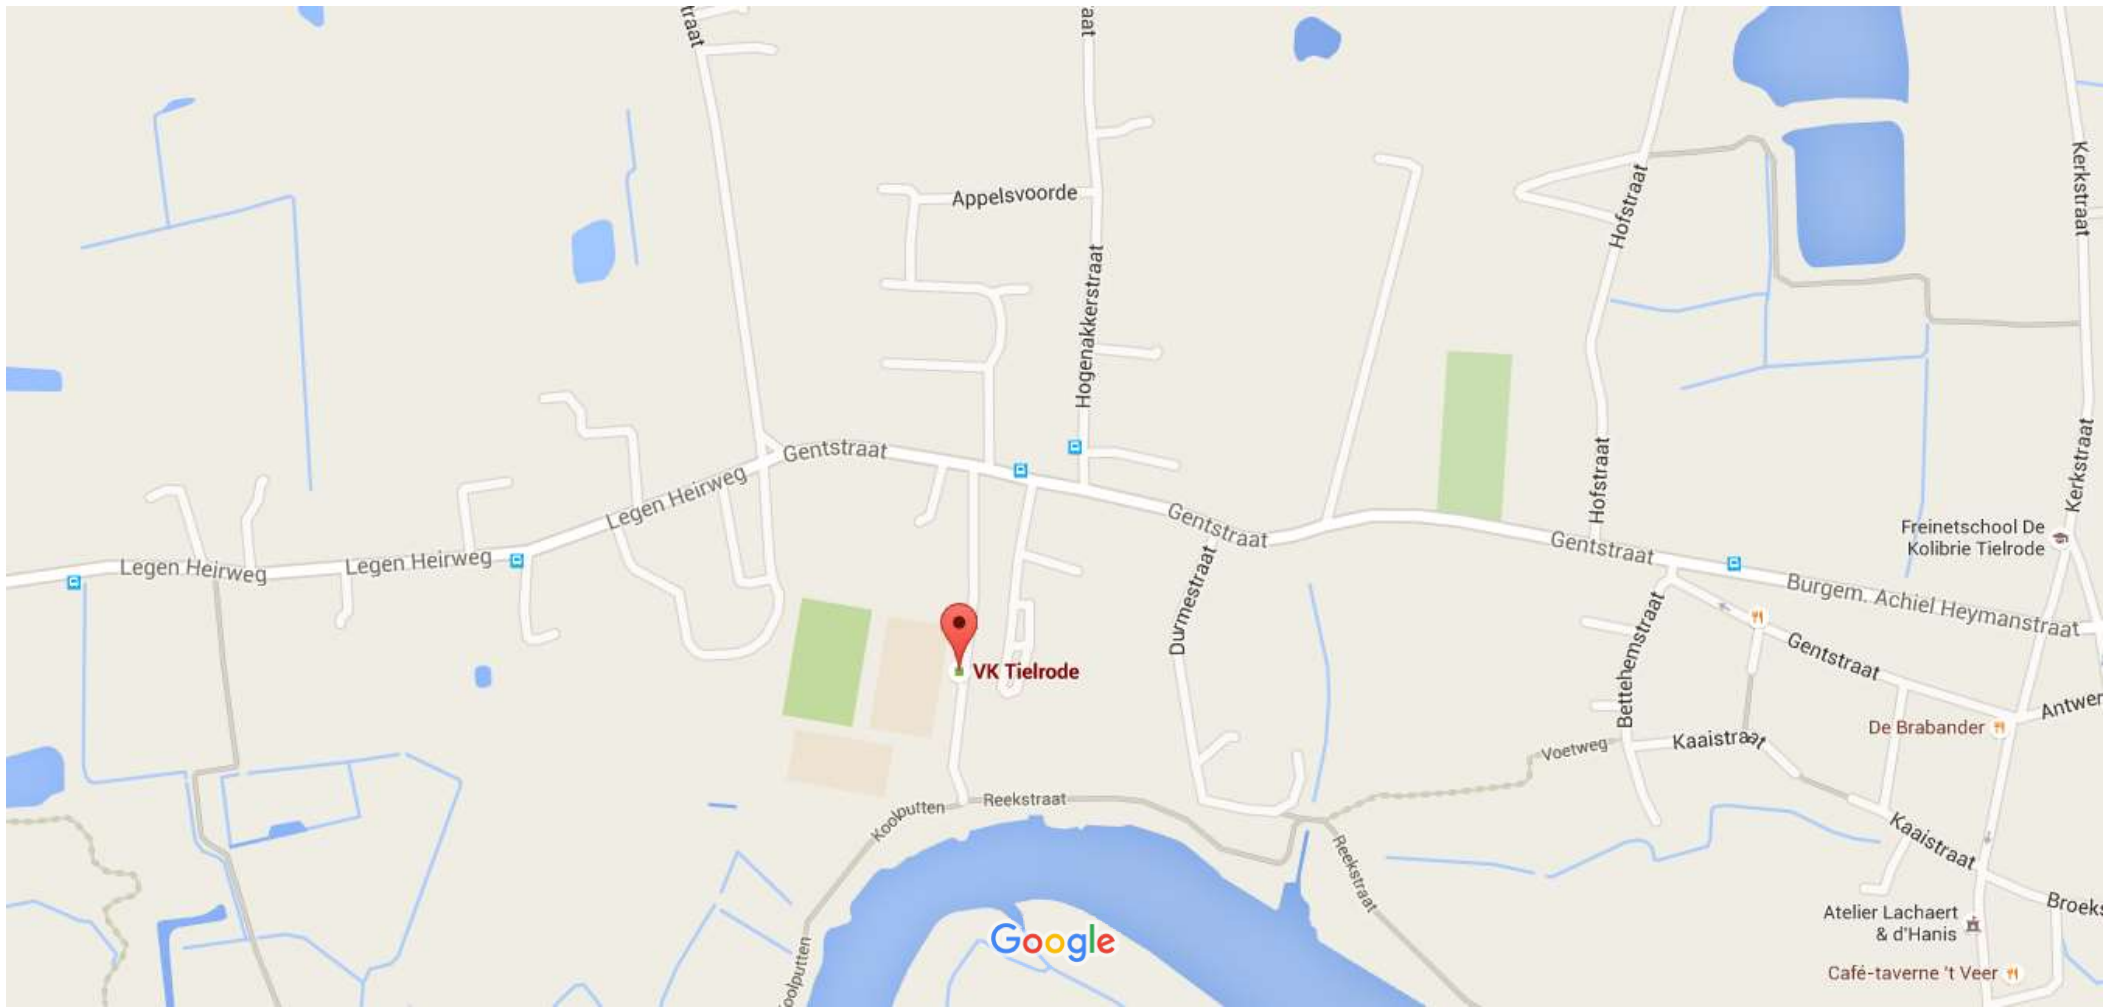 traat
aat
Kerkstraat
Appelsvoorde
Hofstraat
Hogenakkerstraat
Gentstraat
Legen Heirweg
Hofstraat
Kerkstraat
Gentstraat
Freinetschool De
Kolibrie Tielrode
Gentstraat
Legen Heirweg
Legen Heirweg
Burgem. Achiel Heymanstraat
Durmestraat
Bettehemstraat
Gentstraat
VK Tielrode
Antwer
De Brabander
Kaaistraat
Voetweg
Reekstraat
Koolputten
Kaaistraat
Reekstraat
Broeks
Atelier Lachaert
& d'Hanis
Google
Koolputten
Café-taverne 't Veer